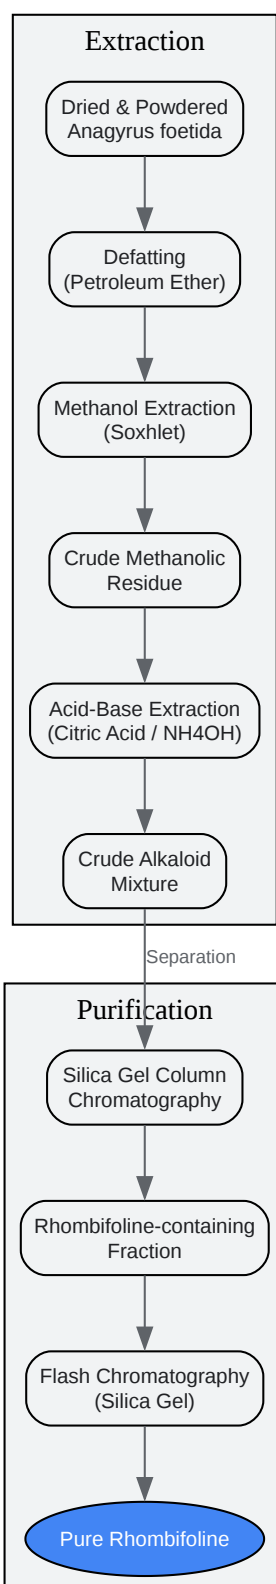 Extraction
Dried & Powdered
Anagyrus foetida
Defatting
(Petroleum Ether)
Methanol Extraction
(Soxhlet)
Crude Methanolic
Residue
Acid-Base Extraction
(Citric Acid / NH4OH)
Crude Alkaloid
Mixture
Separation
Purification
Silica Gel Column
Chromatography
Rhombifoline-containing
Fraction
Flash Chromatography
(Silica Gel)
Pure Rhombifoline